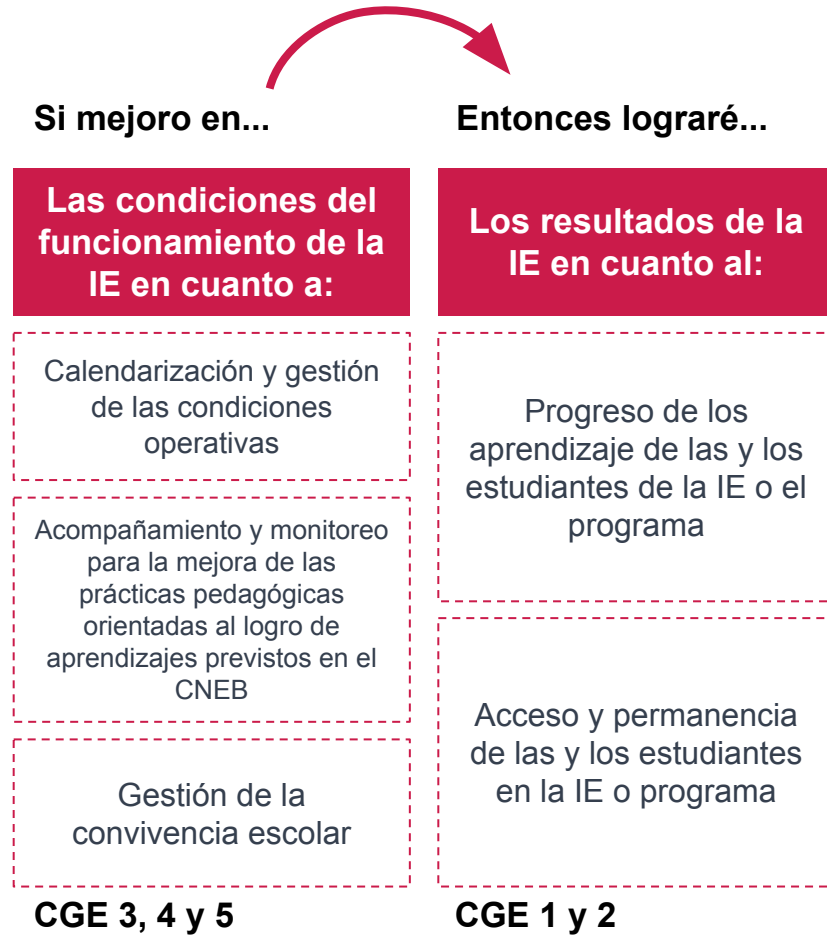 Si mejoro en...
Entonces lograré...
Las condiciones del
funcionamiento de la
IE en cuanto a:
Los resultados de la
IE en cuanto al:
Calendarización y gestión
de las condiciones
operativas
Acompañamiento y monitoreo
para la mejora de las
prácticas pedagógicas
orientadas al logro de
aprendizajes previstos en el
CNEB
Gestión de la
convivencia escolar
Progreso de los
aprendizaje de las y los
estudiantes de la IE o el
programa
Acceso y permanencia
de las y los estudiantes
en la IE o programa
CGE 3, 4 y 5
CGE 1 y 2